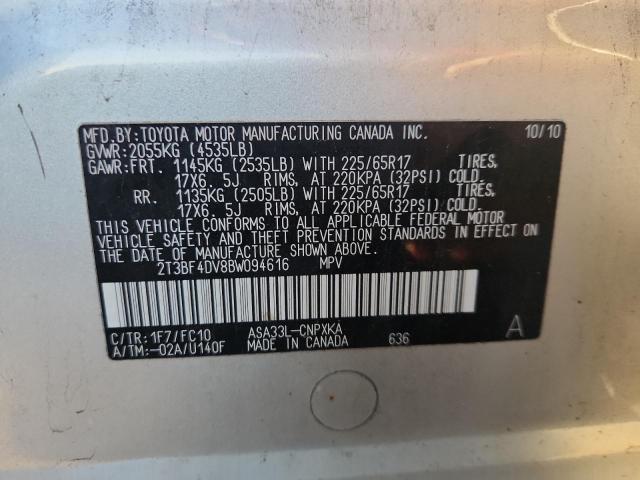 MFD.BY:TOYOTA MOTOR MANUFACTURING CANADA INC. 10/10
GVWR:2055KG (4535LB)
GAWR:FRT. 1145KG (2535LB) WITH 225/65R17 TIRES,
17X6. 5J RIMS, AT 220KPA (32PSI) COLD.
RR. 1135KG (2505LB) WITH 225/65R17 TIRES,
17X6. 5J RIMS, AT 220KPA (32PSI) COLD.
THIS VEHICLE CONFORMS TO ALL APPLICABLE FEDERAL MOTOR
VEHICLE SAFETY AND THEFT PREVENTION STANDARDS IN EFFECT ON
THE DATE OF MANUFACTURE SHOWN ABOVE.
2T3BF4DV8BW094616 MPV
C/TR:1F7/FC10 ASA33L-CNPXKA A
A/TM:-02A/U140F MADE IN CANADA 636